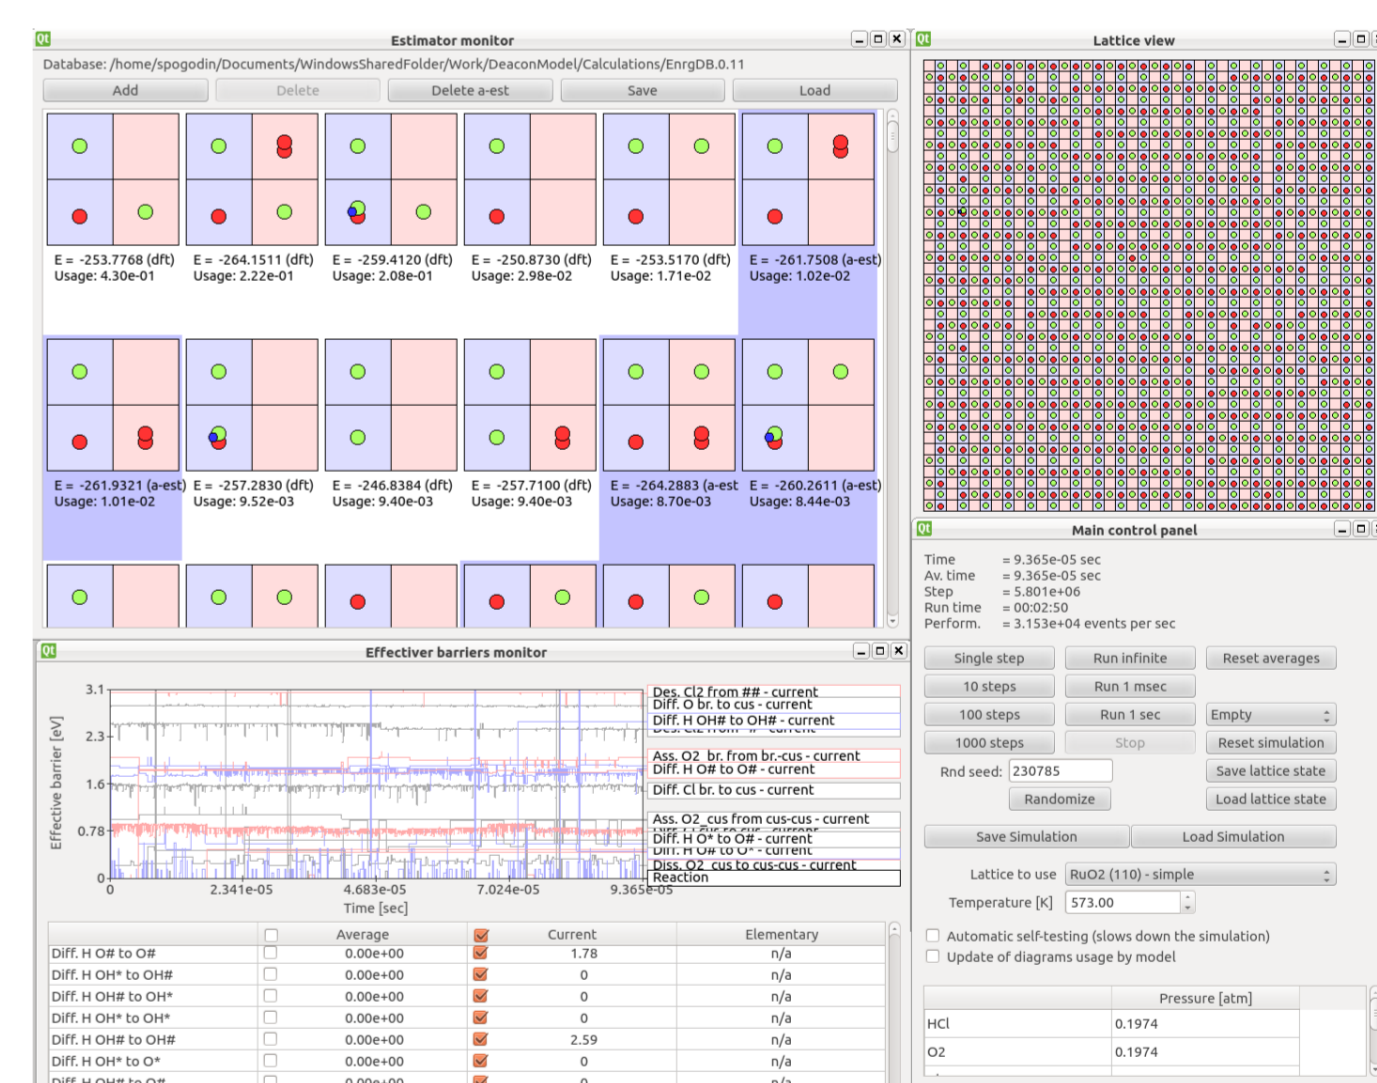 Estimator monitor
Database: /home/spogodin/Documents/WindowsSharedFolder/Work/DeaconModel/Calculations/EnrgDB.0.11
Add Delete Delete a-est Save Load
E = -253.7768 (dft) E = -264.1511 (dft) E = -259.4120 (dft) E = -250.8730 (dft) E = -253.5170 (dft) E = -261.7508 (a-est)
Usage: 4.30e-01 Usage: 2.22e-01 Usage: 2.08e-01 Usage: 2.98e-02 Usage: 1.71e-02 Usage: 1.02e-02
E = -261.9321 (a-est) E = -257.2830 (dft) E = -246.8384 (dft) E = -257.7100 (dft) E = -264.2883 (a-est E = -260.2611 (a-est)
Usage: 1.01e-02 Usage: 9.52e-03 Usage: 9.40e-03 Usage: 9.40e-03 Usage: 8.70e-03 Usage: 8.44e-03
Effectiver barriers monitor
Effective barrier [eV]
3.1
2.3
1.6
0.78
0
0 2.341e-05 4.683e-05 7.024e-05 9.365e-05
Time [sec]
Des. Cl2 from ## - current
Diff. O br. to cus - current
Diff. H OH# to OH# - current
Ass. O2_br. from br.-cus - current
Diff. H O# to O# - current
Diff. Cl br. to cus - current
Ass. O2_cus from cus-cus - current
Diff. H O* to O# - current
Diss. O2_cus to cus-cus - current
Reaction
Average Current Elementary
Diff. H O# to O# 0.00e+00 1.78 n/a
Diff. H OH* to OH# 0.00e+00 0 n/a
Diff. H OH# to OH* 0.00e+00 0 n/a
Diff. H OH* to OH* 0.00e+00 0 n/a
Diff. H OH# to OH# 0.00e+00 2.59 n/a
Diff. H OH* to O* 0.00e+00 0 n/a
Diff. H OH# to O# 0.00e+00 0 n/a
Lattice view
Main control panel
Time = 9.365e-05 sec
Av. time = 9.365e-05 sec
Step = 5.801e+06
Run time = 00:02:50
Perform. = 3.153e+04 events per sec
Single step Run infinite Reset averages
10 steps Run 1 msec
100 steps Run 1 sec Empty
1000 steps Stop Reset simulation
Rnd seed: 230785 Save lattice state
Randomize Load lattice state
Save Simulation Load Simulation
Lattice to use RuO2 (110) - simple
Temperature [K] 573.00
Automatic self-testing (slows down the simulation)
Update of diagrams usage by model
Pressure [atm]
HCl 0.1974
O2 0.1974